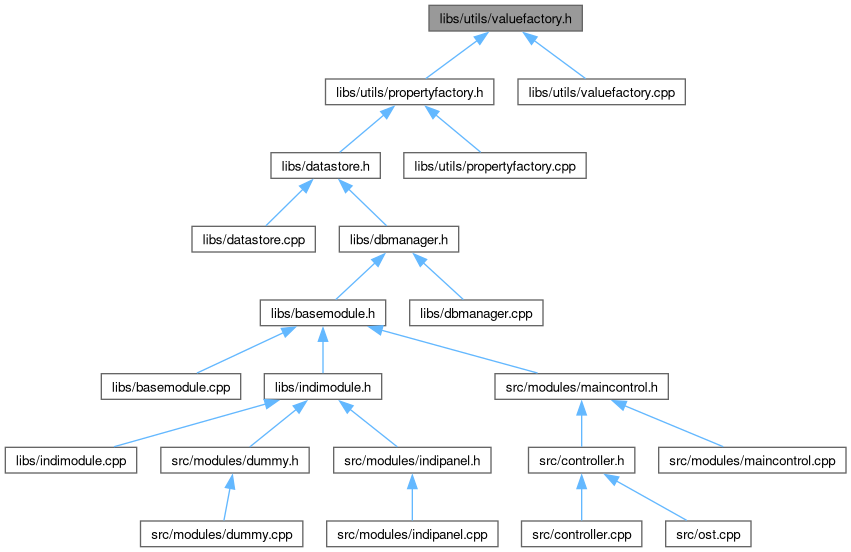 libs/utils/valuefactory.h
libs/utils/propertyfactory.h
libs/utils/valuefactory.cpp
libs/datastore.h
libs/utils/propertyfactory.cpp
libs/datastore.cpp
libs/dbmanager.h
libs/basemodule.h
libs/dbmanager.cpp
libs/basemodule.cpp
libs/indimodule.h
src/modules/maincontrol.h
libs/indimodule.cpp
src/modules/dummy.h
src/modules/indipanel.h
src/controller.h
src/modules/maincontrol.cpp
src/modules/dummy.cpp
src/modules/indipanel.cpp
src/controller.cpp
src/ost.cpp